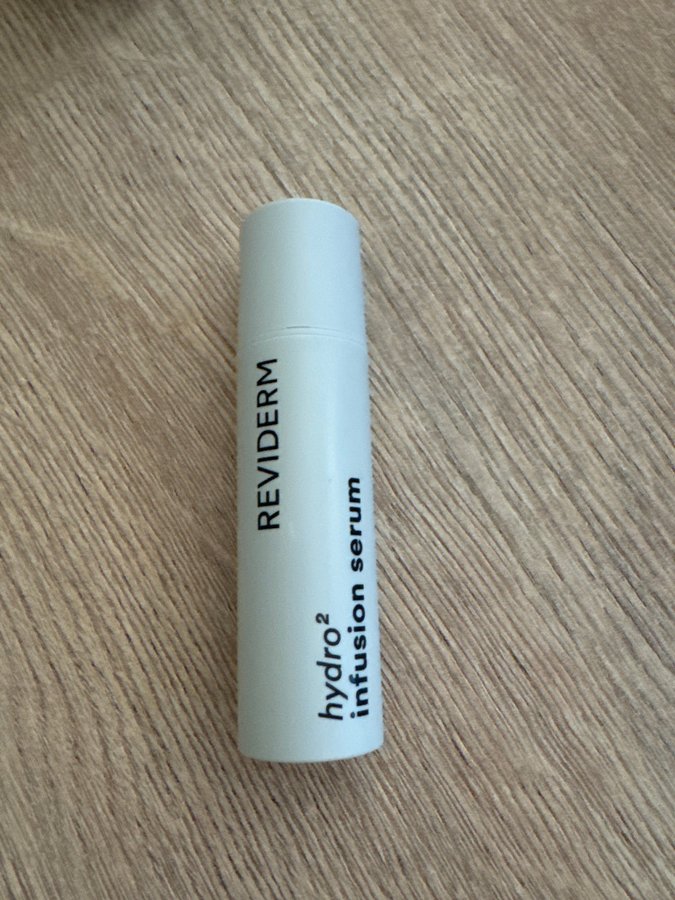 REVIDERM
hydro²
infusion serum